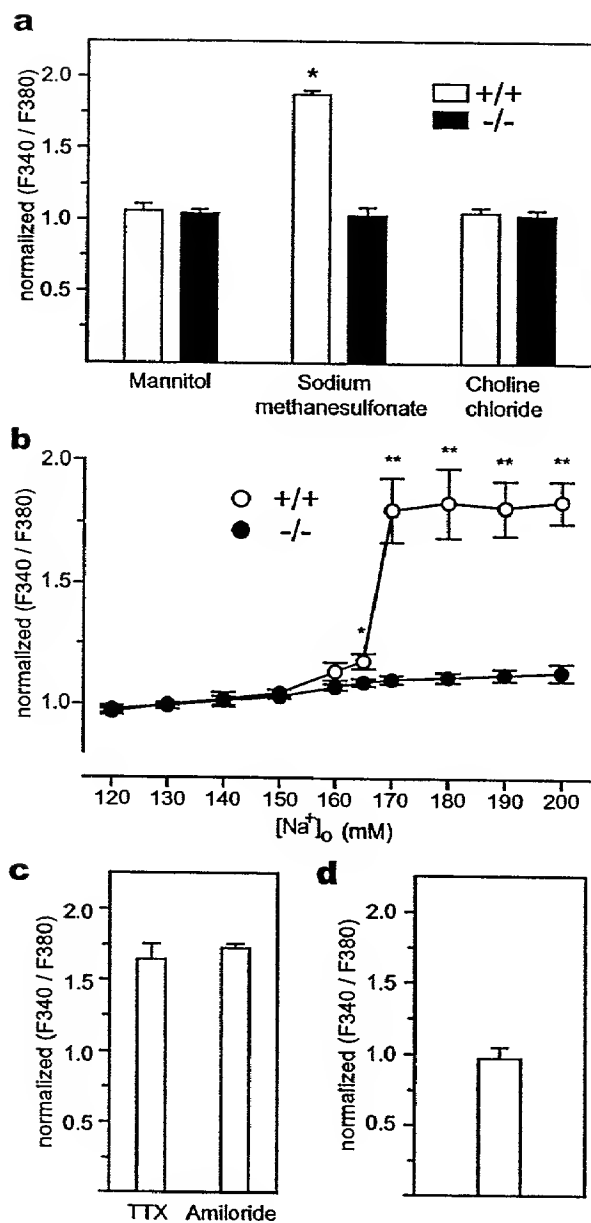 a
normalized (F340 / F380)
2.0
1.5
1.0
0.5
*
+/+
-/-
Mannitol
Sodium
methanesulfonate
Choline
chloride
b
normalized (F340 / F380)
2.0
1.5
1.0
+/+
-/-
*
**
**
**
**
120 130 140 150 160 170 180 190 200
[Na+]o (mM)
c
normalized (F340 / F380)
2.0
1.5
1.0
0.5
TTX Amiloride
d
normalized (F340 / F380)
2.0
1.5
1.0
0.5